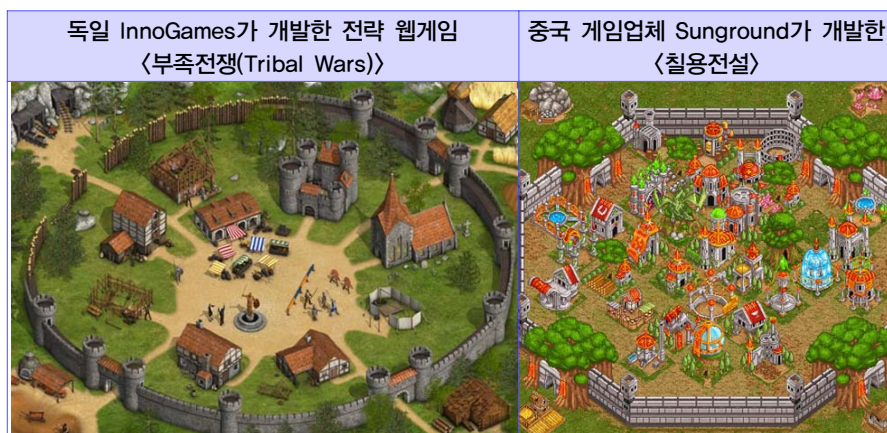 독일 InnoGames가 개발한 전략 웹게임
〈부족전쟁(Tribal Wars)〉
중국 게임업체 Sunground가 개발한
〈칠용전설〉